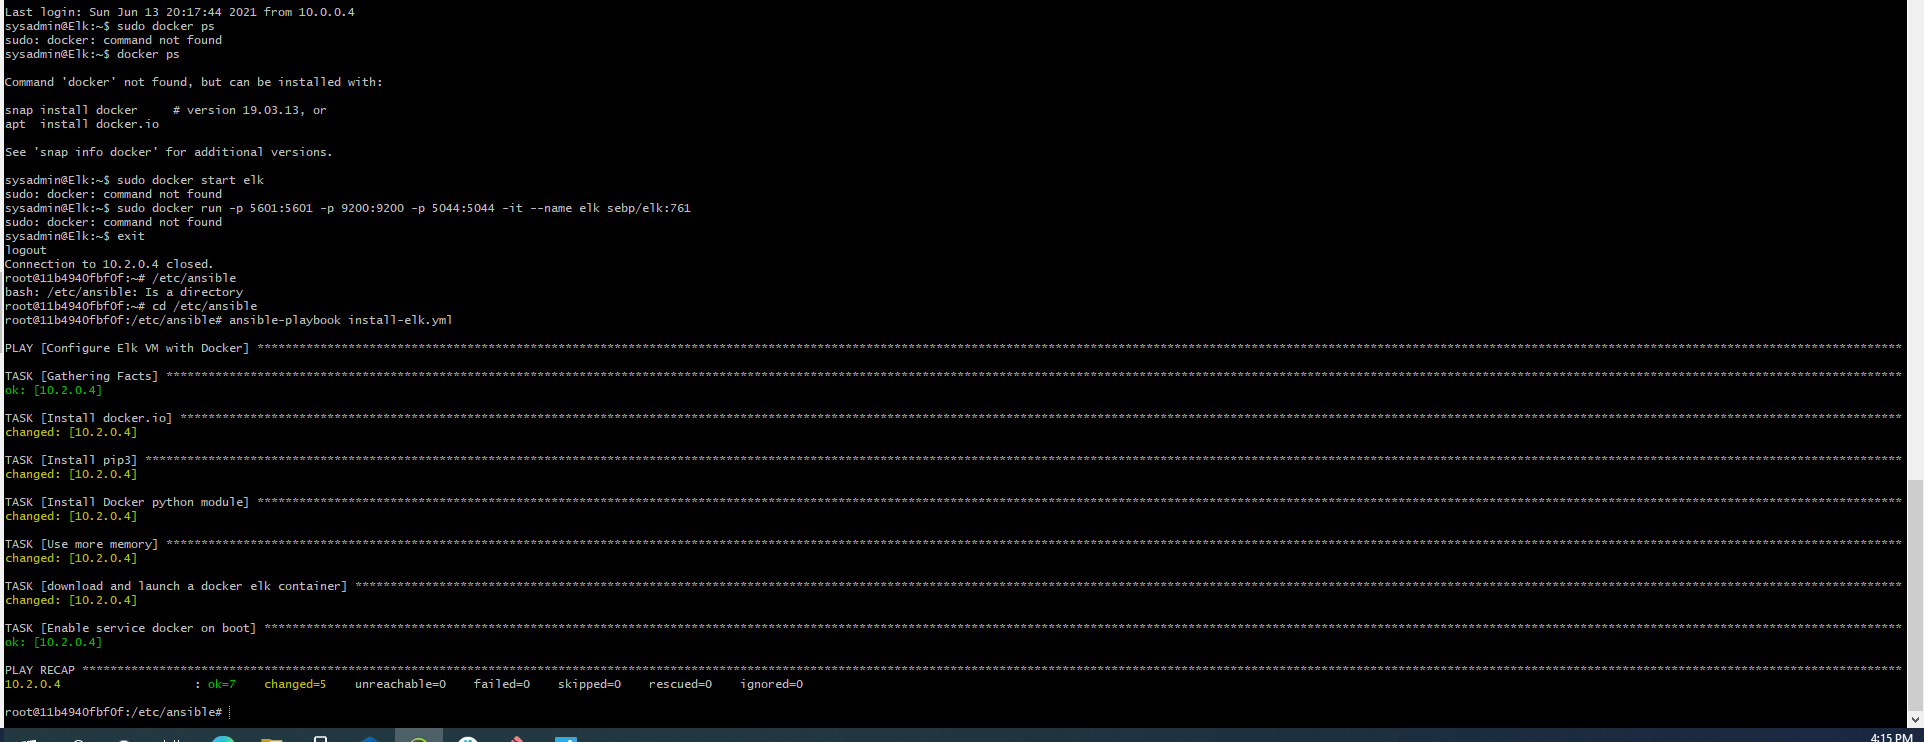 Last login: Sun Jun 13 20:17:44 2021 from 10.0.0.4
sysadmin@Elk:~$ sudo docker ps
sudo: docker: command not found
sysadmin@Elk:~$ docker ps
Command 'docker' not found, but can be installed with:
snap install docker     # version 19.03.13, or
apt  install docker.io
See 'snap info docker' for additional versions.
sysadmin@Elk:~$ sudo docker start elk
sudo: docker: command not found
sysadmin@Elk:~$ sudo docker run -p 5601:5601 -p 9200:9200 -p 5044:5044 -it --name elk sebp/elk:761
sudo: docker: command not found
sysadmin@Elk:~$ exit
logout
Connection to 10.2.0.4 closed.
root@11b4940fbf0f:~# /etc/ansible
bash: /etc/ansible: Is a directory
root@11b4940fbf0f:~# cd /etc/ansible
root@11b4940fbf0f:/etc/ansible# ansible-playbook install-elk.yml
PLAY [Configure Elk VM with Docker] ****************************************
TASK [Gathering Facts] ****************************************
ok: [10.2.0.4]
TASK [Install docker.io] ****************************************
changed: [10.2.0.4]
TASK [Install pip3] ****************************************
changed: [10.2.0.4]
TASK [Install Docker python module] ****************************************
changed: [10.2.0.4]
TASK [Use more memory] ****************************************
changed: [10.2.0.4]
TASK [download and launch a docker elk container] ****************************************
changed: [10.2.0.4]
TASK [Enable service docker on boot] ****************************************
ok: [10.2.0.4]
PLAY RECAP ****************************************
10.2.0.4                   : ok=7    changed=5    unreachable=0    failed=0    skipped=0    rescued=0    ignored=0
root@11b4940fbf0f:/etc/ansible#
4:15 PM